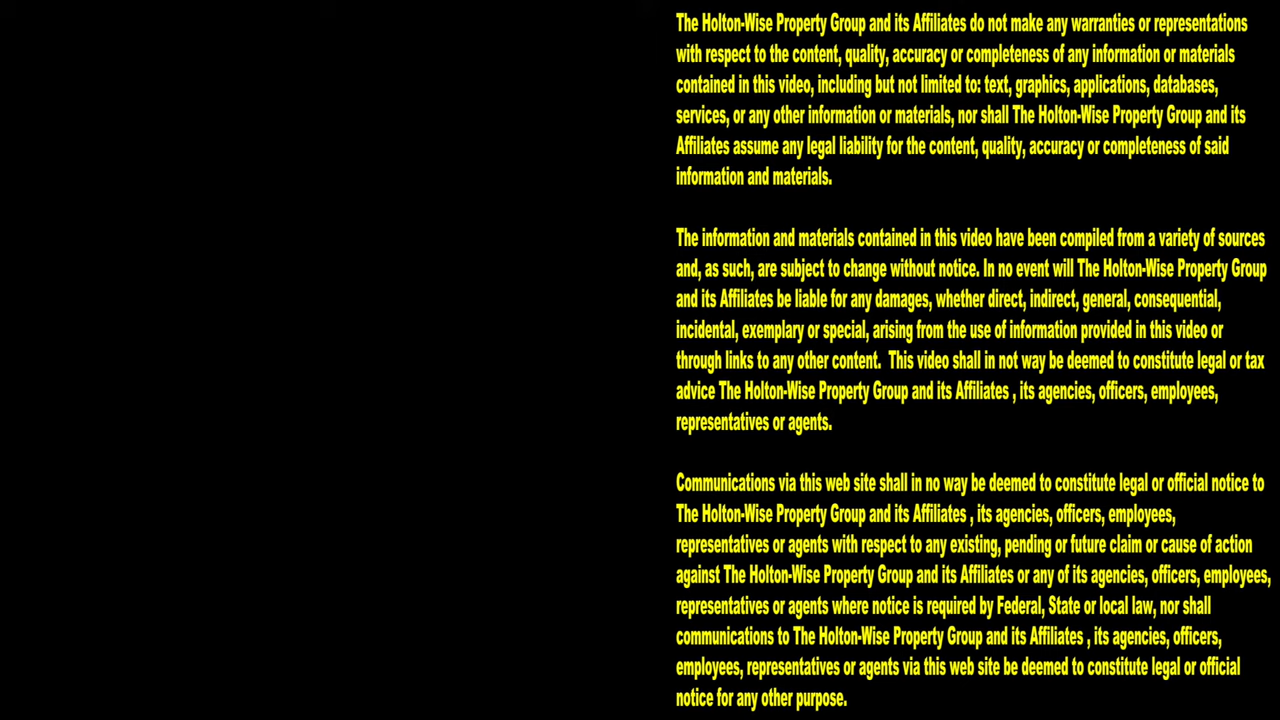 The Holton-Wise Property Group and its Affiliates do not make any warranties or representations
with respect to the content, quality, accuracy or completeness of any information or materials
contained in this video, including but not limited to: text, graphics, applications, databases,
services, or any other information or materials, nor shall The Holton-Wise Property Group and its
Affiliates assume any legal liability for the content, quality, accuracy or completeness of said
information and materials.
The information and materials contained in this video have been compiled from a variety of sources
and, as such, are subject to change without notice. In no event will The Holton-Wise Property Group
and its Affiliates be liable for any damages, whether direct, indirect, general, consequential,
incidental, exemplary or special, arising from the use of information provided in this video or
through links to any other content.  This video shall in not way be deemed to constitute legal or tax
advice The Holton-Wise Property Group and its Affiliates , its agencies, officers, employees,
representatives or agents.
Communications via this web site shall in no way be deemed to constitute legal or official notice to
The Holton-Wise Property Group and its Affiliates , its agencies, officers, employees,
representatives or agents with respect to any existing, pending or future claim or cause of action
against The Holton-Wise Property Group and its Affiliates or any of its agencies, officers, employees,
representatives or agents where notice is required by Federal, State or local law, nor shall
communications to The Holton-Wise Property Group and its Affiliates , its agencies, officers,
employees, representatives or agents via this web site be deemed to constitute legal or official
notice for any other purpose.